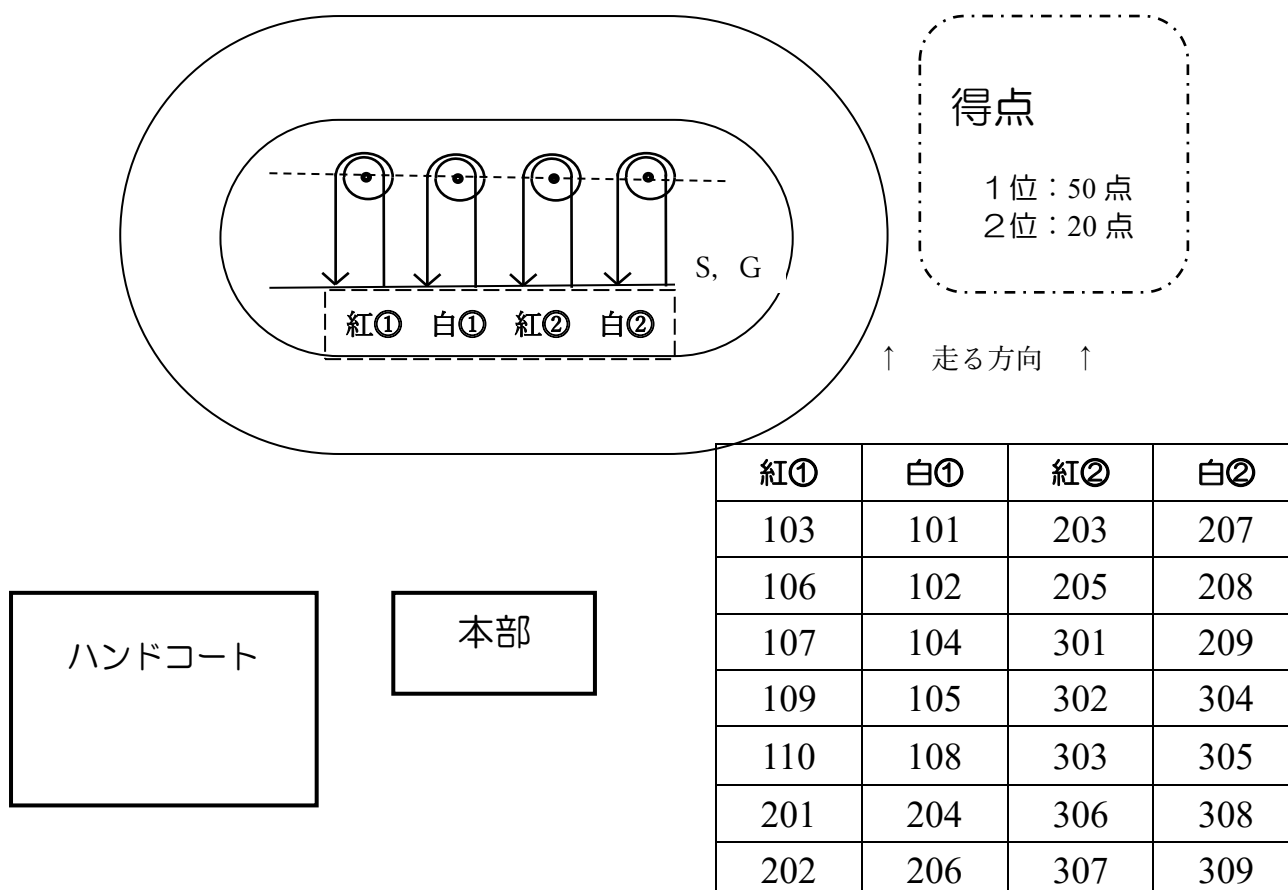 得点
1位：50点
2位：20点
S, G
紅① 白① 紅② 白②
↑ 走る方向 ↑
紅① 白① 紅② 白②
103 101 203 207
106 102 205 208
107 104 301 209
109 105 302 304
110 108 303 305
201 204 306 308
202 206 307 309
ハンドコート
本部